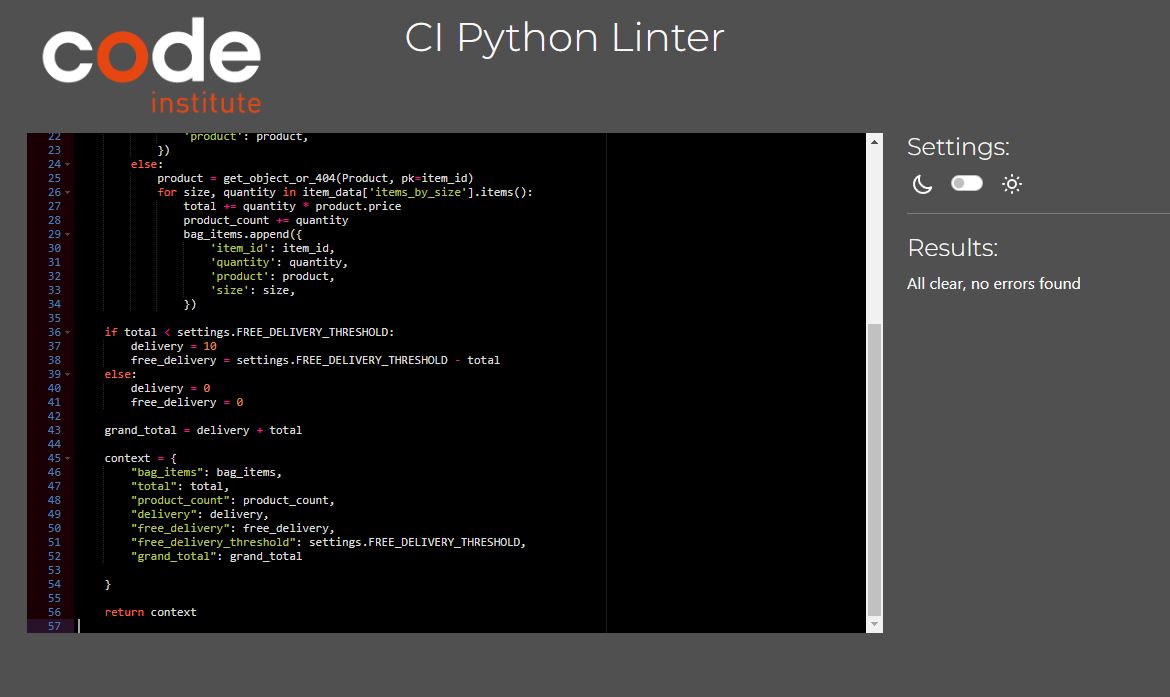 code
institute
CI Python Linter
22 'product': product,
23 })
24 else:
25 product = get_object_or_404(Product, pk=item_id)
26 for size, quantity in item_data['items_by_size'].items():
27 total += quantity * product.price
28 product_count += quantity
29 bag_items.append({
30 'item_id': item_id,
31 'quantity': quantity,
32 'product': product,
33 'size': size,
34 })
35
36 if total < settings.FREE_DELIVERY_THRESHOLD:
37 delivery = 10
38 free_delivery = settings.FREE_DELIVERY_THRESHOLD - total
39 else:
40 delivery = 0
41 free_delivery = 0
42
43 grand_total = delivery + total
44
45 context = {
46 "bag_items": bag_items,
47 "total": total,
48 "product_count": product_count,
49 "delivery": delivery,
50 "free_delivery": free_delivery,
51 "free_delivery_threshold": settings.FREE_DELIVERY_THRESHOLD,
52 "grand_total": grand_total
53
54 }
55
56 return context
57
Settings:
Results:
All clear, no errors found